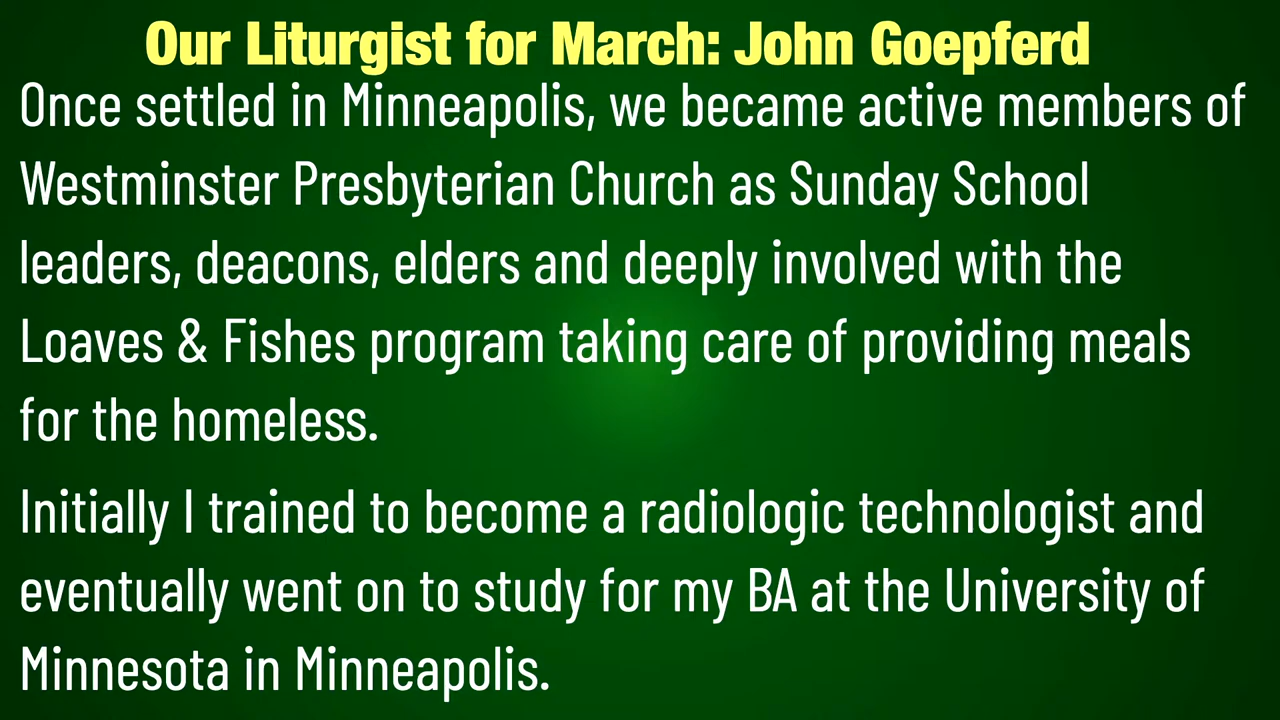 Our Liturgist for March: John Goepferd
Once settled in Minneapolis, we became active members of
Westminster Presbyterian Church as Sunday School
leaders, deacons, elders and deeply involved with the
Loaves & Fishes program taking care of providing meals
for the homeless.
Initially I trained to become a radiologic technologist and
eventually went on to study for my BA at the University of
Minnesota in Minneapolis.